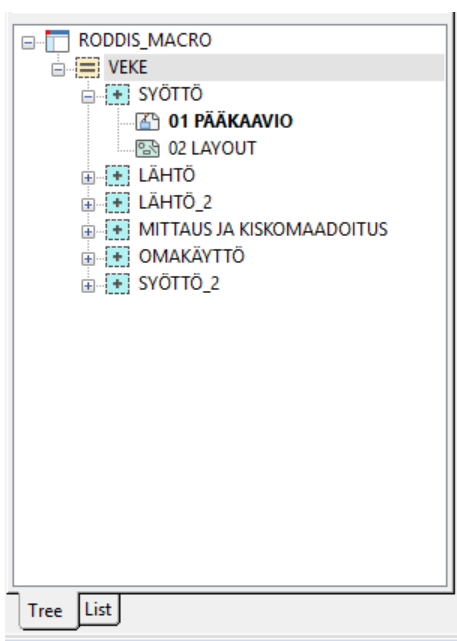 RODDIS_MACRO
VEKE
SYÖTTÖ
01 PÄÄKAAVIO
02 LAYOUT
LÄHTÖ
LÄHTÖ_2
MITTAUS JA KISKOMAADOITUS
OMAKÄYTTÖ
SYÖTTÖ_2
Tree List